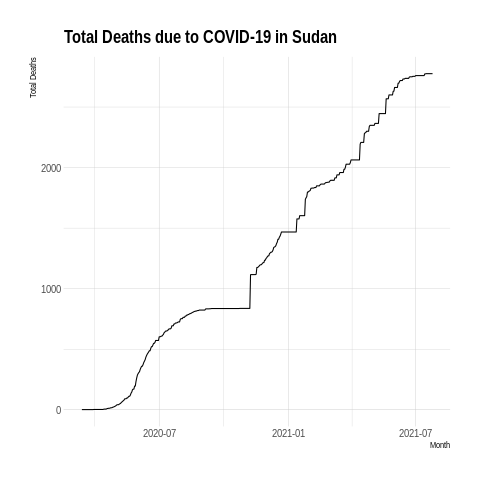 Total Deaths due to COVID-19 in Sudan
Total Deaths
2000
1000
0
2020-07 2021-01 2021-07
Month